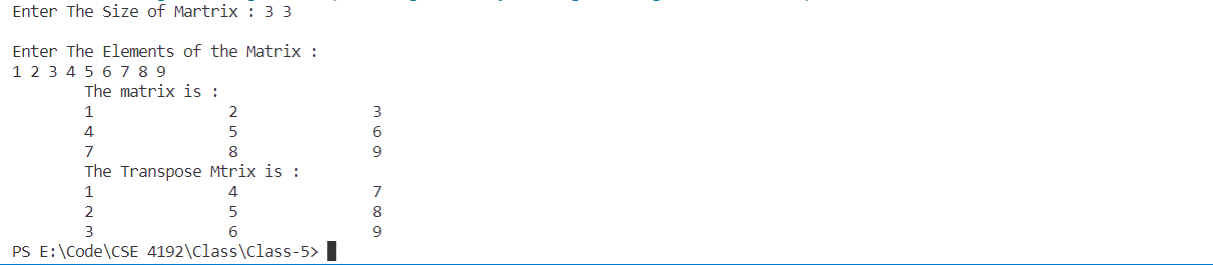 Enter The Size of Martrix : 3 3
Enter The Elements of the Matrix :
1 2 3 4 5 6 7 8 9
The matrix is :
1 2 3
4 5 6
7 8 9
The Transpose Mtrix is :
1 4 7
2 5 8
3 6 9
PS E:\Code\CSE 4192\Class\Class-5>